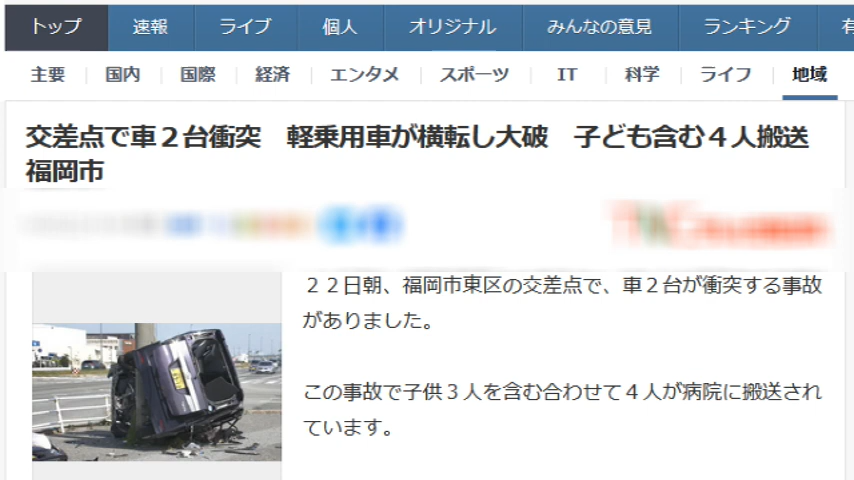 トップ 速報 ライブ 個人 オリジナル みんなの意見 ランキング 有
主要 国内 国際 経済 エンタメ スポーツ IT 科学 ライフ 地域
交差点で車２台衝突　軽乗用車が横転し大破　子ども含む４人搬送
福岡市
２２日朝、福岡市東区の交差点で、車２台が衝突する事故
がありました。
この事故で子供３人を含む合わせて４人が病院に搬送され
ています。